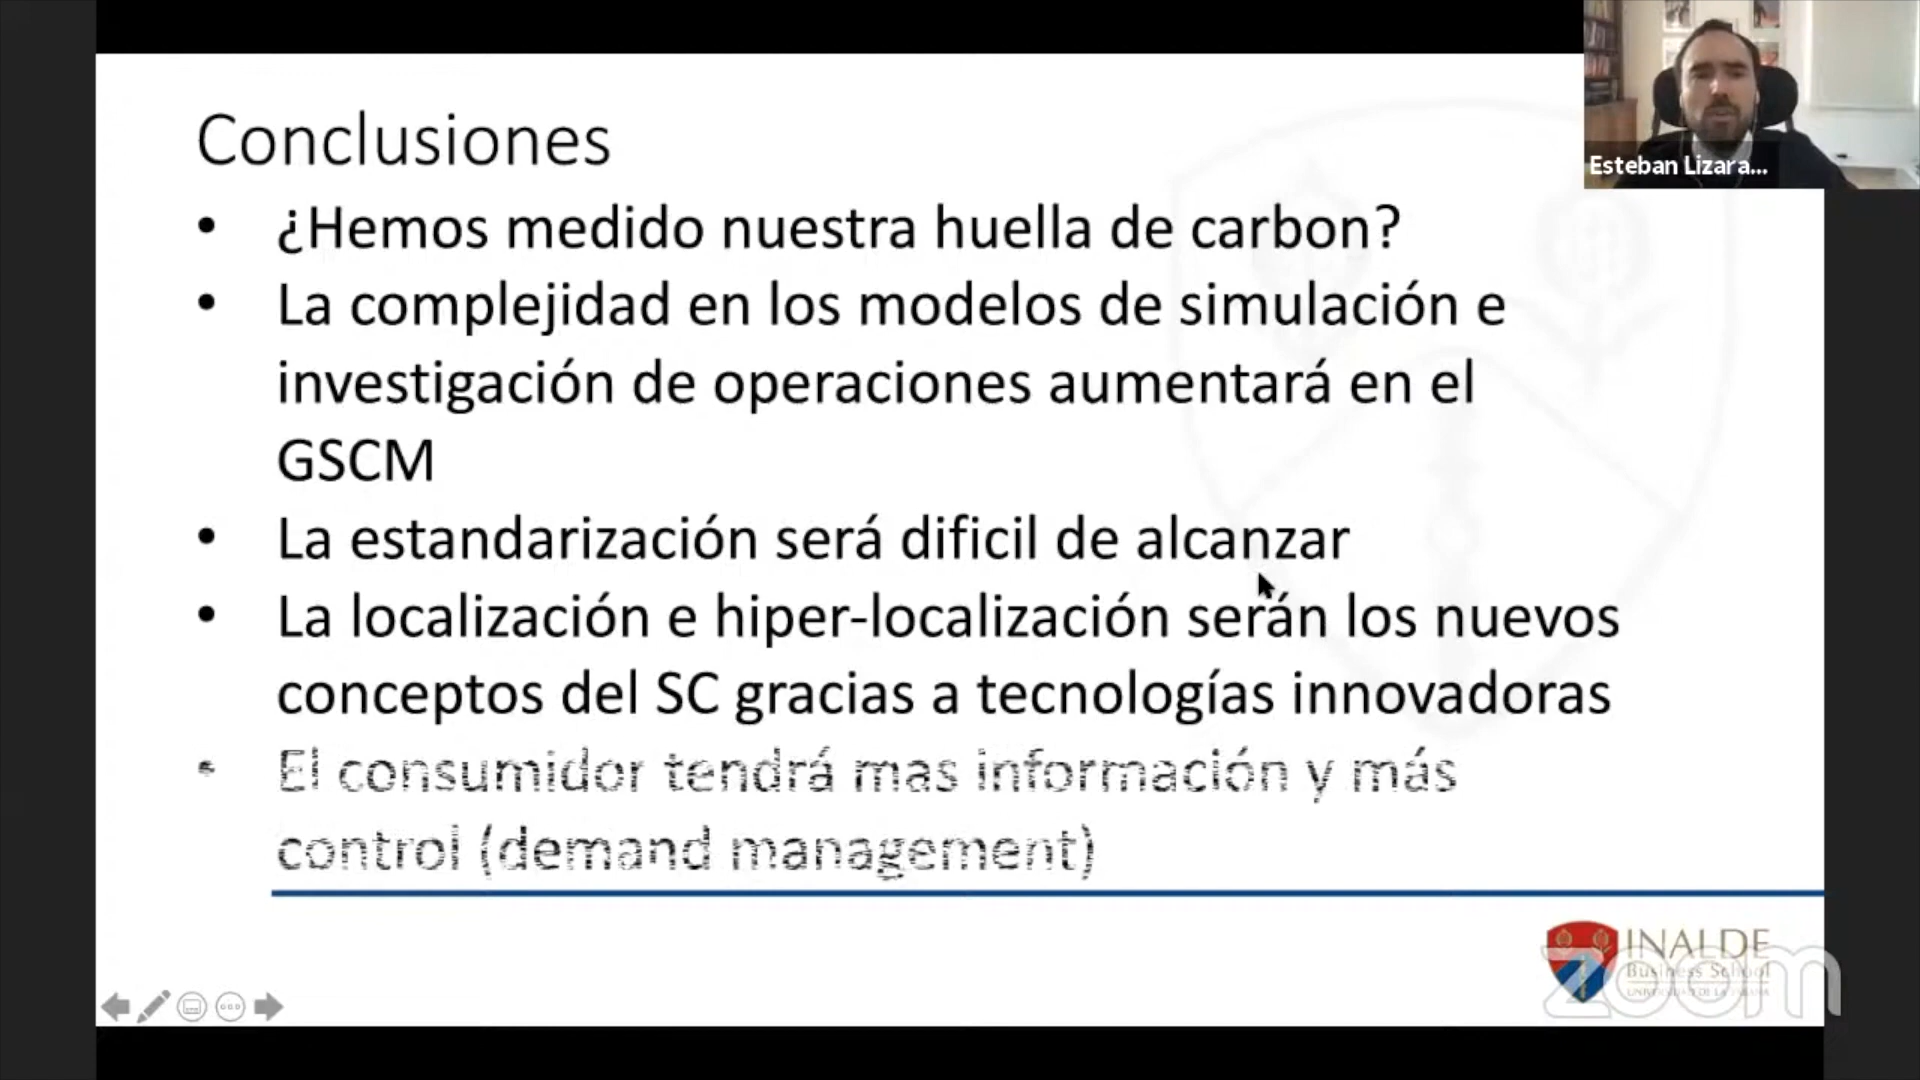 Conclusiones
• ¿Hemos medido nuestra huella de carbon?
• La complejidad en los modelos de simulación e
investigación de operaciones aumentará en el
GSCM
• La estandarización será dificil de alcanzar
• La localización e hiper-localización serán los nuevos
conceptos del SC gracias a tecnologías innovadoras
• El consumidor tendrá mas información y más
control (demand management)
Esteban Lizara...
INALDE
Business School
zoom